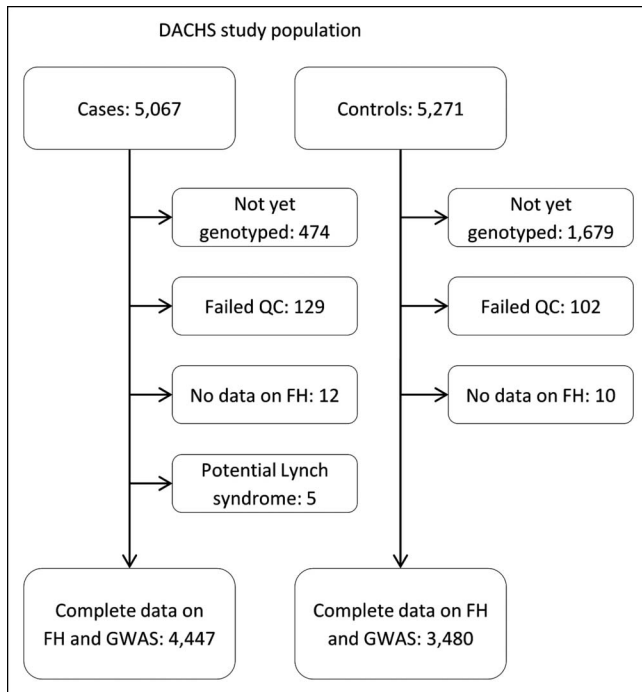 DACHS study population
Cases: 5,067
Controls: 5,271
Not yet
genotyped: 474
Not yet
genotyped: 1,679
Failed QC: 129
Failed QC: 102
No data on FH: 12
No data on FH: 10
Potential Lynch
syndrome: 5
Complete data on
FH and GWAS: 4,447
Complete data on FH
and GWAS: 3,480